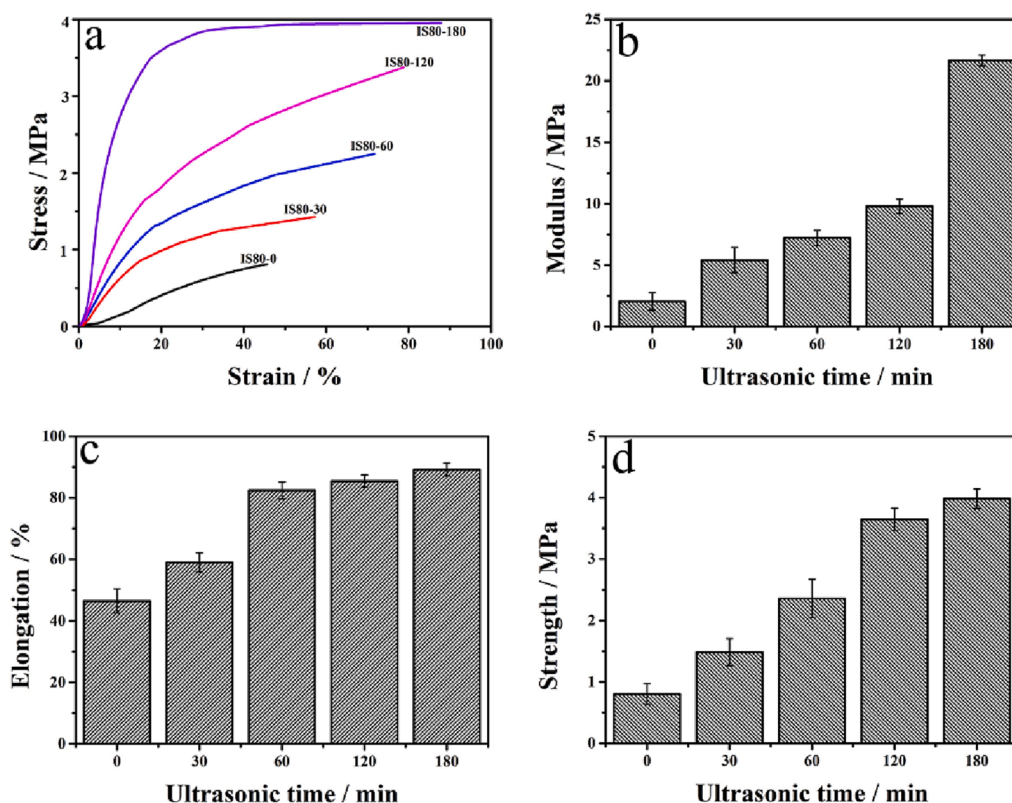 a
4
3
2
1
0
Stress / MPa
IS80-180
IS80-120
IS80-60
IS80-30
IS80-0
0 20 40 60 80 100
Strain / %
b
25
20
15
10
5
0
Modulus / MPa
0 30 60 120 180
Ultrasonic time / min
c
100
80
60
40
20
0
Elongation / %
0 30 60 120 180
Ultrasonic time / min
d
5
4
3
2
1
0
Strength / MPa
0 30 60 120 180
Ultrasonic time / min